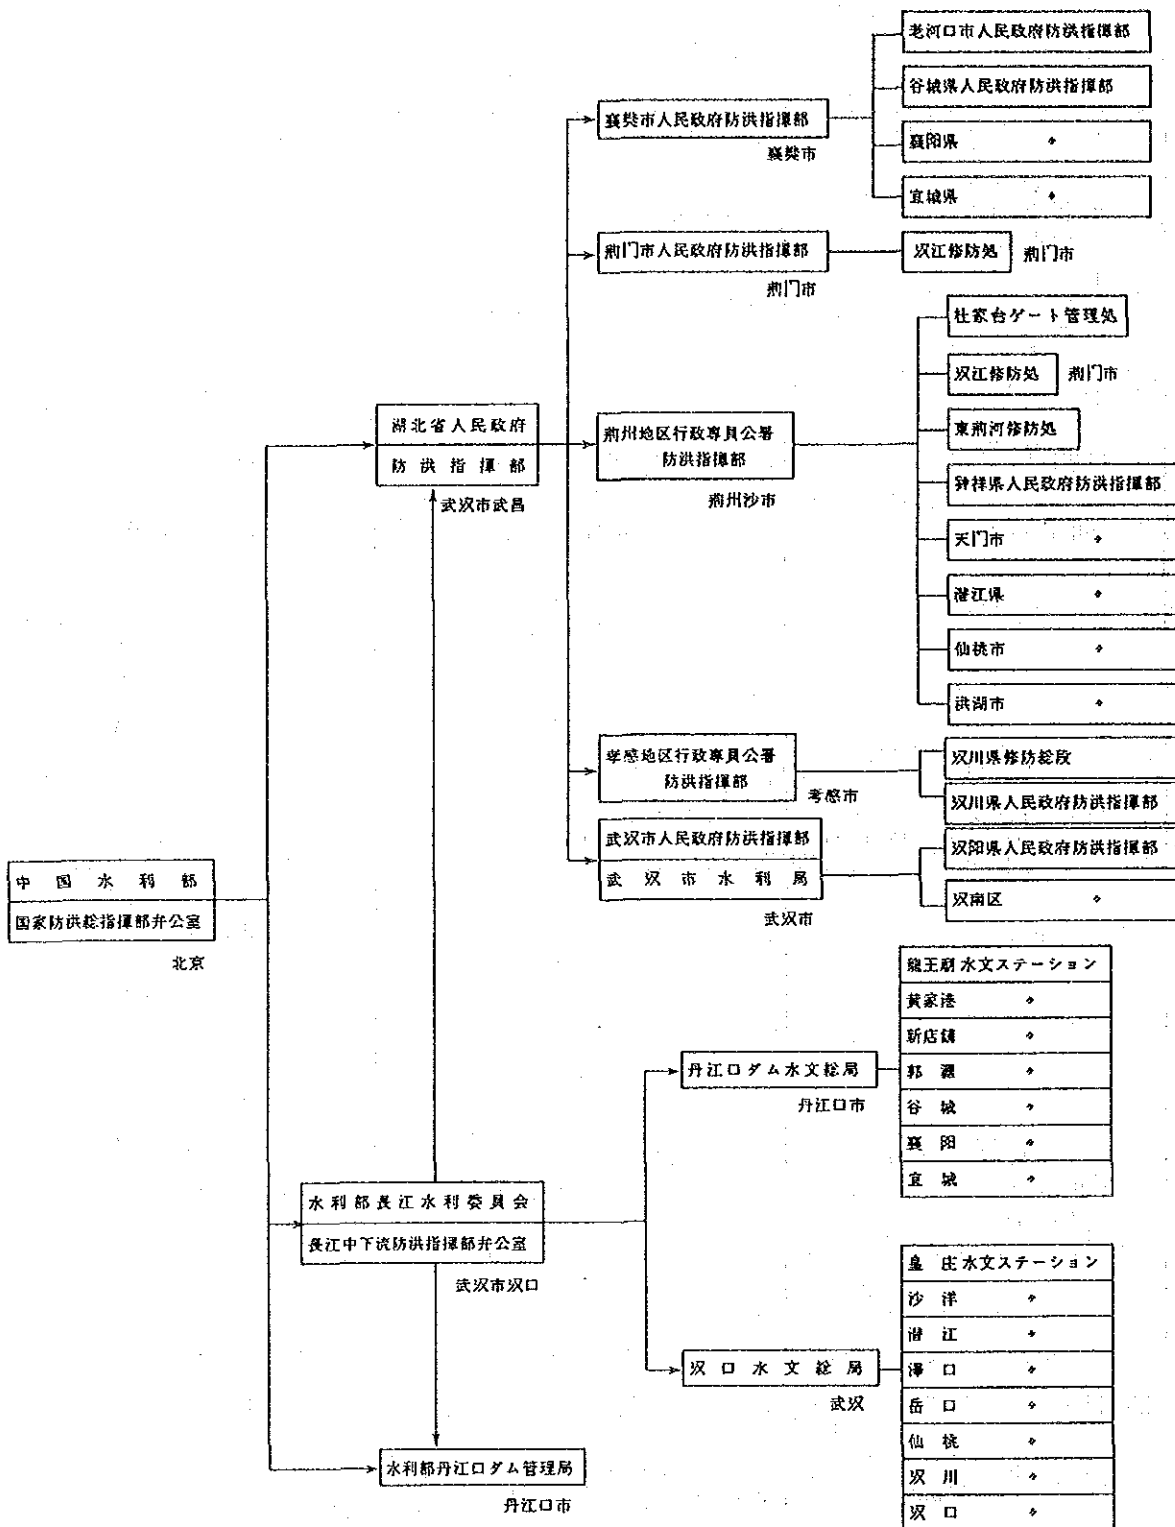 中国水利部
国家防洪総指揮部弁公室
北京
湖北省人民政府
防洪指揮部
武汉市武昌
水利部長江水利委員会
長江中下流防洪指揮部弁公室
武汉市汉口
水利部丹江口ダム管理局
丹江口市
襄樊市人民政府防洪指揮部
襄樊市
老河口市人民政府防洪指揮部
谷城県人民政府防洪指揮部
襄阳県 〃
宜城県 〃
荊门市人民政府防洪指揮部
荊门市
汉江修防処 荊门市
荊州地区行政専員公署
防洪指揮部
荊州沙市
杜家台ゲート管理処
汉江修防処 荊门市
東荊河修防処
钟祥県人民政府防洪指揮部
天门市 〃
潜江県 〃
仙桃市 〃
洪湖市 〃
孝感地区行政専員公署
防洪指揮部
考感市
汉川県修防総段
汉川県人民政府防洪指揮部
武汉市人民政府防洪指揮部
武汉市水利局
武汉市
汉阳県人民政府防洪指揮部
汉南区 〃
丹江口ダム水文総局
丹江口市
龍王廟水文ステーション
黄家港 〃
新店舗 〃
郭灘 〃
谷城 〃
襄阳 〃
宜城 〃
汉口水文総局
武汉
皇庄水文ステーション
沙洋 〃
潜江 〃
澤口 〃
岳口 〃
仙桃 〃
汉川 〃
汉口 〃